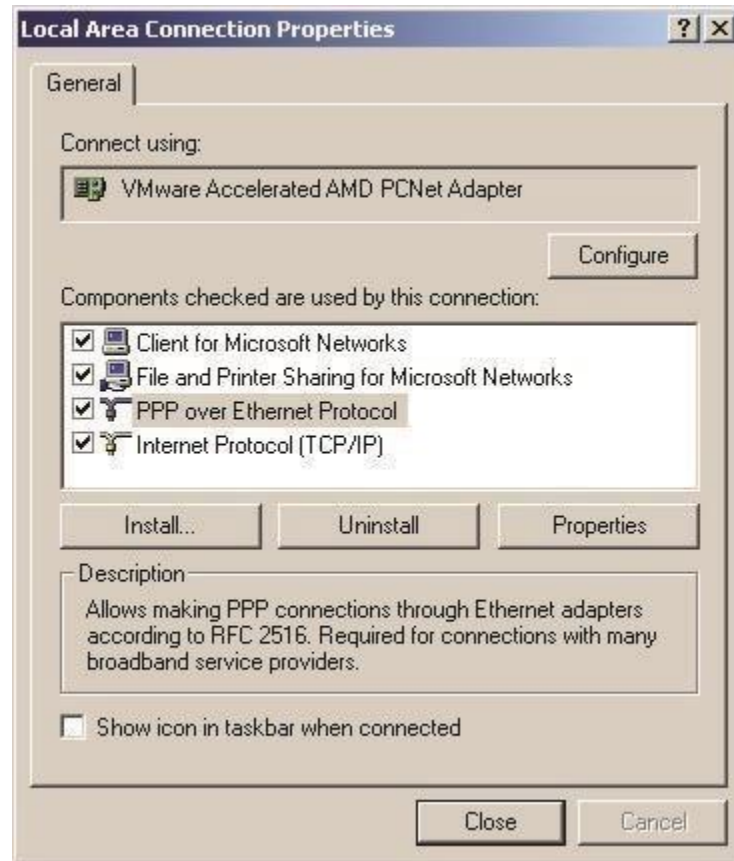 Local Area Connection Properties
General
Connect using:
VMware Accelerated AMD PCNet Adapter
Configure
Components checked are used by this connection:
Client for Microsoft Networks
File and Printer Sharing for Microsoft Networks
PPP over Ethernet Protocol
Internet Protocol (TCP/IP)
Install...
Uninstall
Properties
Description
Allows making PPP connections through Ethernet adapters
according to RFC 2516. Required for connections with many
broadband service providers.
Show icon in taskbar when connected
Close
Cancel